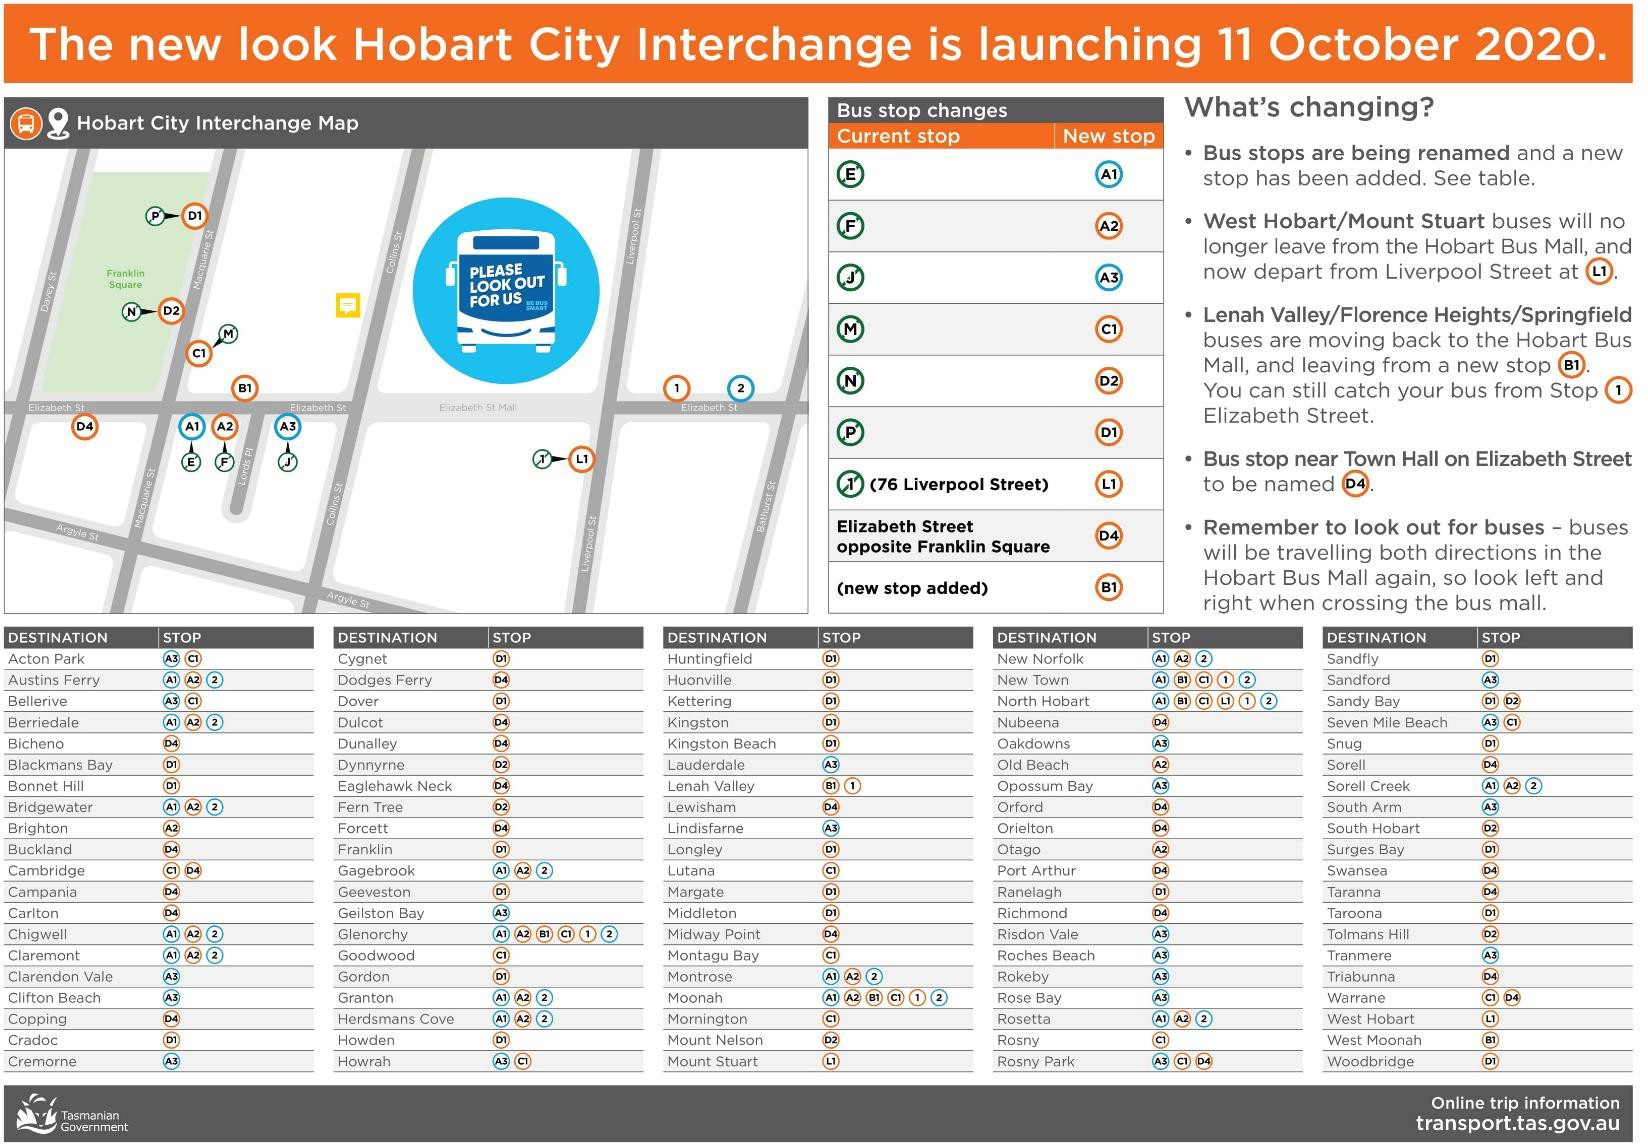 The new look Hobart City Interchange is launching 11 October 2020.
Hobart City Interchange Map
P D1
Franklin
Square
Davey St
Macquarie St
Collins St
Liverpool St
N D2
M
C1
PLEASE
LOOK OUT
FOR US
BE BUS
SMART
B1
1
2
Elizabeth St
Elizabeth St
Elizabeth St Mall
Elizabeth St
D4
A1
A2
A3
E
F
J
1 L1
Lords Pl
Macquarie St
Collins St
Liverpool St
Bathurst St
Argyle St
Argyle St
Bus stop changes
Current stop New stop
E A1
F A2
J A3
M C1
N D2
P D1
1 (76 Liverpool Street) L1
Elizabeth Street
opposite Franklin Square D4
(new stop added) B1
What's changing?
• Bus stops are being renamed and a new
stop has been added. See table.
• West Hobart/Mount Stuart buses will no
longer leave from the Hobart Bus Mall, and
now depart from Liverpool Street at L1.
• Lenah Valley/Florence Heights/Springfield
buses are moving back to the Hobart Bus
Mall, and leaving from a new stop B1.
You can still catch your bus from Stop 1
Elizabeth Street.
• Bus stop near Town Hall on Elizabeth Street
to be named D4.
• Remember to look out for buses – buses
will be travelling both directions in the
Hobart Bus Mall again, so look left and
right when crossing the bus mall.
DESTINATION STOP
Acton Park A3 C1
Austins Ferry A1 A2 2
Bellerive A3 C1
Berriedale A1 A2 2
Bicheno D4
Blackmans Bay D1
Bonnet Hill D1
Bridgewater A1 A2 2
Brighton A2
Buckland D4
Cambridge C1 D4
Campania D4
Carlton D4
Chigwell A1 A2 2
Claremont A1 A2 2
Clarendon Vale A3
Clifton Beach A3
Copping D4
Cradoc D1
Cremorne A3
DESTINATION STOP
Cygnet D1
Dodges Ferry D4
Dover D1
Dulcot D4
Dunalley D4
Dynnyrne D2
Eaglehawk Neck D4
Fern Tree D2
Forcett D4
Franklin D1
Gagebrook A1 A2 2
Geeveston D1
Geilston Bay A3
Glenorchy A1 A2 B1 C1 1 2
Goodwood C1
Gordon D1
Granton A1 A2 2
Herdsmans Cove A1 A2 2
Howden D1
Howrah A3 C1
DESTINATION STOP
Huntingfield D1
Huonville D1
Kettering D1
Kingston D1
Kingston Beach D1
Lauderdale A3
Lenah Valley B1 1
Lewisham D4
Lindisfarne A3
Longley D1
Lutana C1
Margate D1
Middleton D1
Midway Point D4
Montagu Bay C1
Montrose A1 A2 2
Moonah A1 A2 B1 C1 1 2
Mornington C1
Mount Nelson D2
Mount Stuart L1
DESTINATION STOP
New Norfolk A1 A2 2
New Town A1 B1 C1 1 2
North Hobart A1 B1 C1 L1 1 2
Nubeena D4
Oakdowns A3
Old Beach A2
Opossum Bay A3
Orford D4
Orielton D4
Otago A2
Port Arthur D4
Ranelagh D1
Richmond D4
Risdon Vale A3
Roches Beach A3
Rokeby A3
Rose Bay A3
Rosetta A1 A2 2
Rosny C1
Rosny Park A3 C1 D4
DESTINATION STOP
Sandfly D1
Sandford A3
Sandy Bay D1 D2
Seven Mile Beach A3 C1
Snug D1
Sorell D4
Sorell Creek A1 A2 2
South Arm A3
South Hobart D2
Surges Bay D1
Swansea D4
Taranna D4
Taroona D1
Tolmans Hill D2
Tranmere A3
Triabunna D4
Warrane C1 D4
West Hobart L1
West Moonah B1
Woodbridge D1
Tasmanian
Government
Online trip information
transport.tas.gov.au